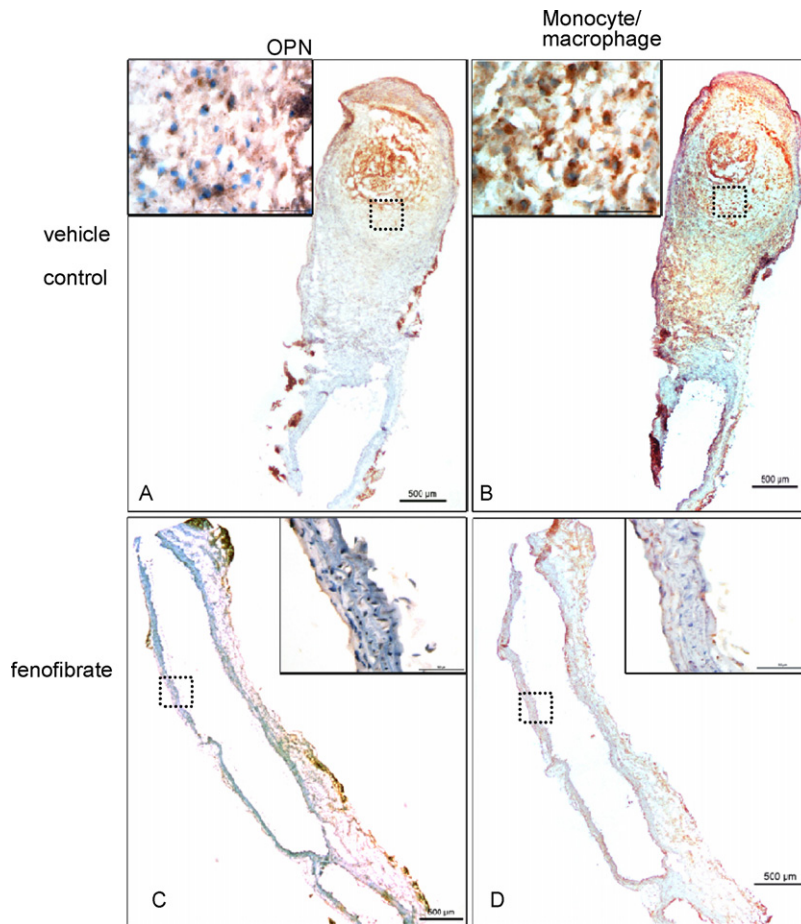 OPN
Monocyte/
macrophage
vehicle
control
A
500 µm
B
500 µm
fenofibrate
C
500 µm
D
500 µm